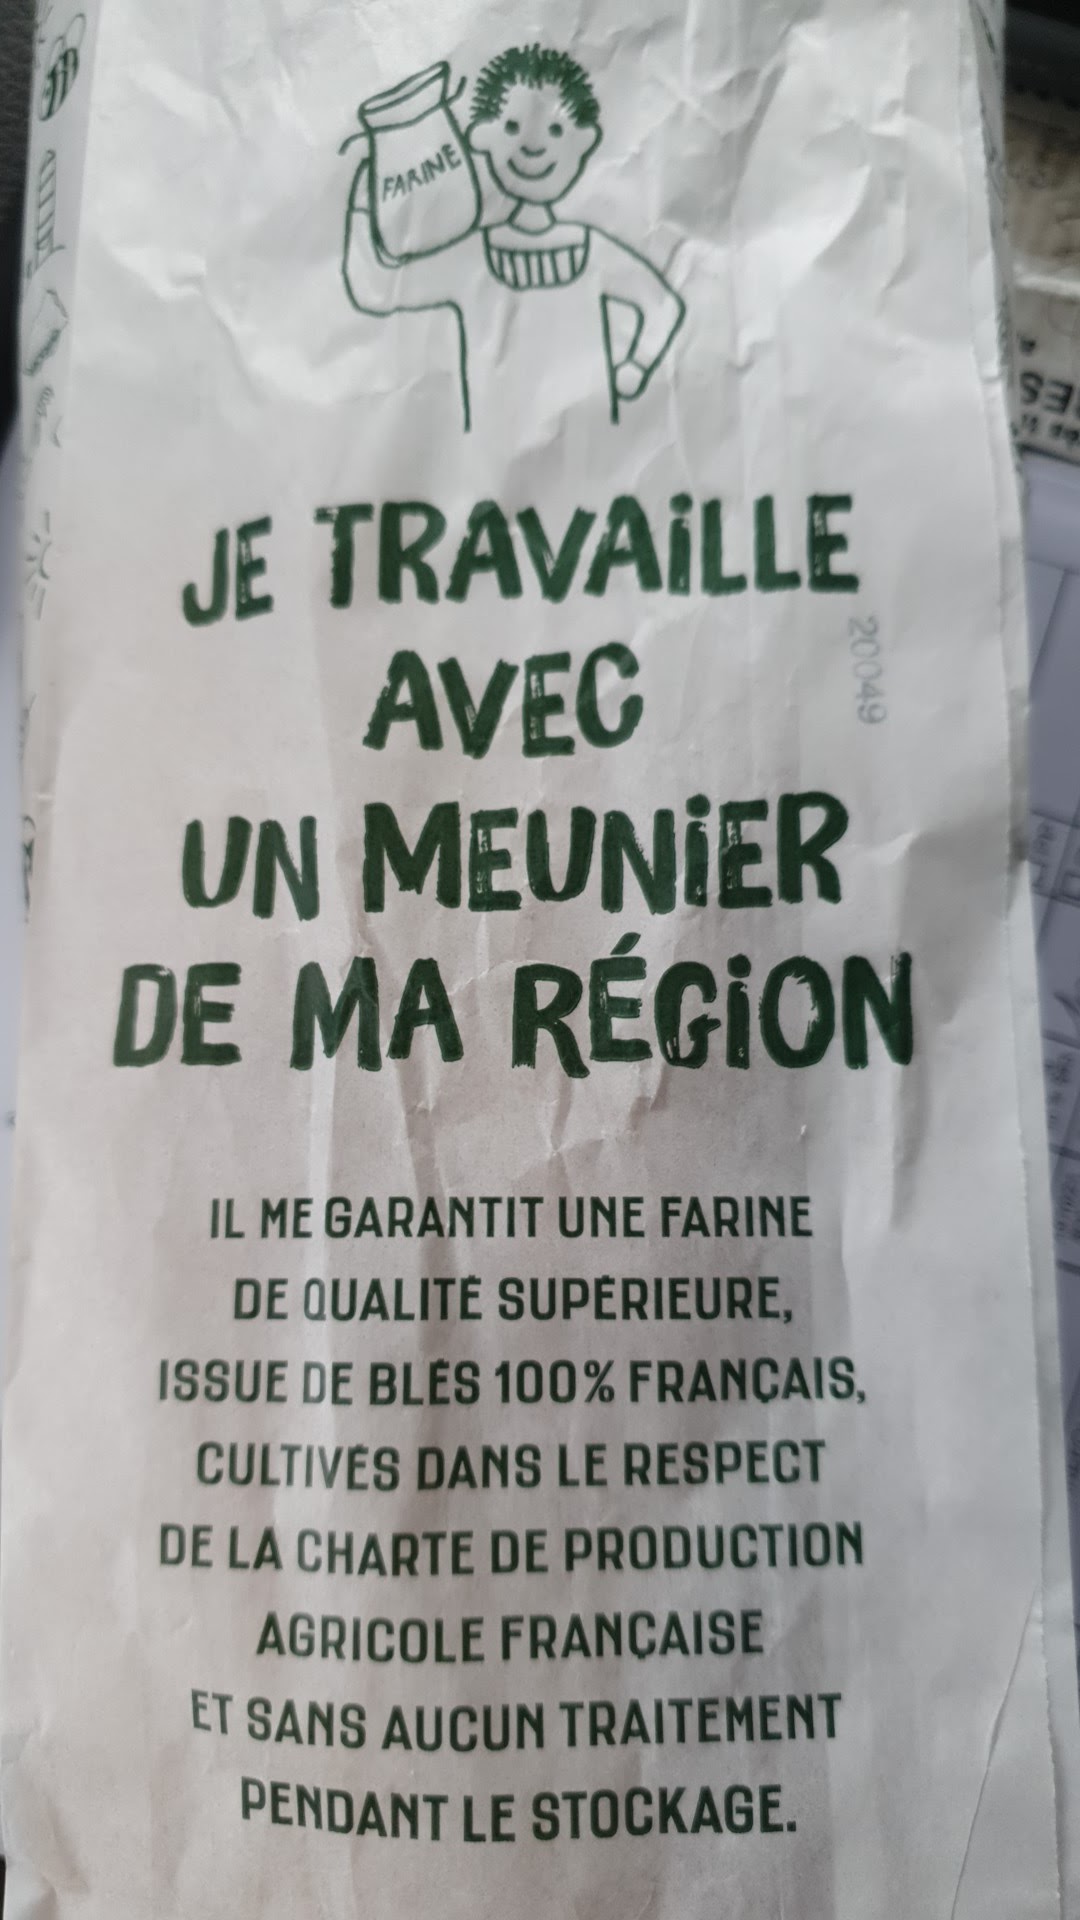 FARINE
JE TRAVAILLE
AVEC
UN MEUNIER
DE MA RÉGION
20049
IL ME GARANTIT UNE FARINE
DE QUALITÉ SUPÉRIEURE,
ISSUE DE BLÉS 100% FRANÇAIS,
CULTIVÉS DANS LE RESPECT
DE LA CHARTE DE PRODUCTION
AGRICOLE FRANÇAISE
ET SANS AUCUN TRAITEMENT
PENDANT LE STOCKAGE.